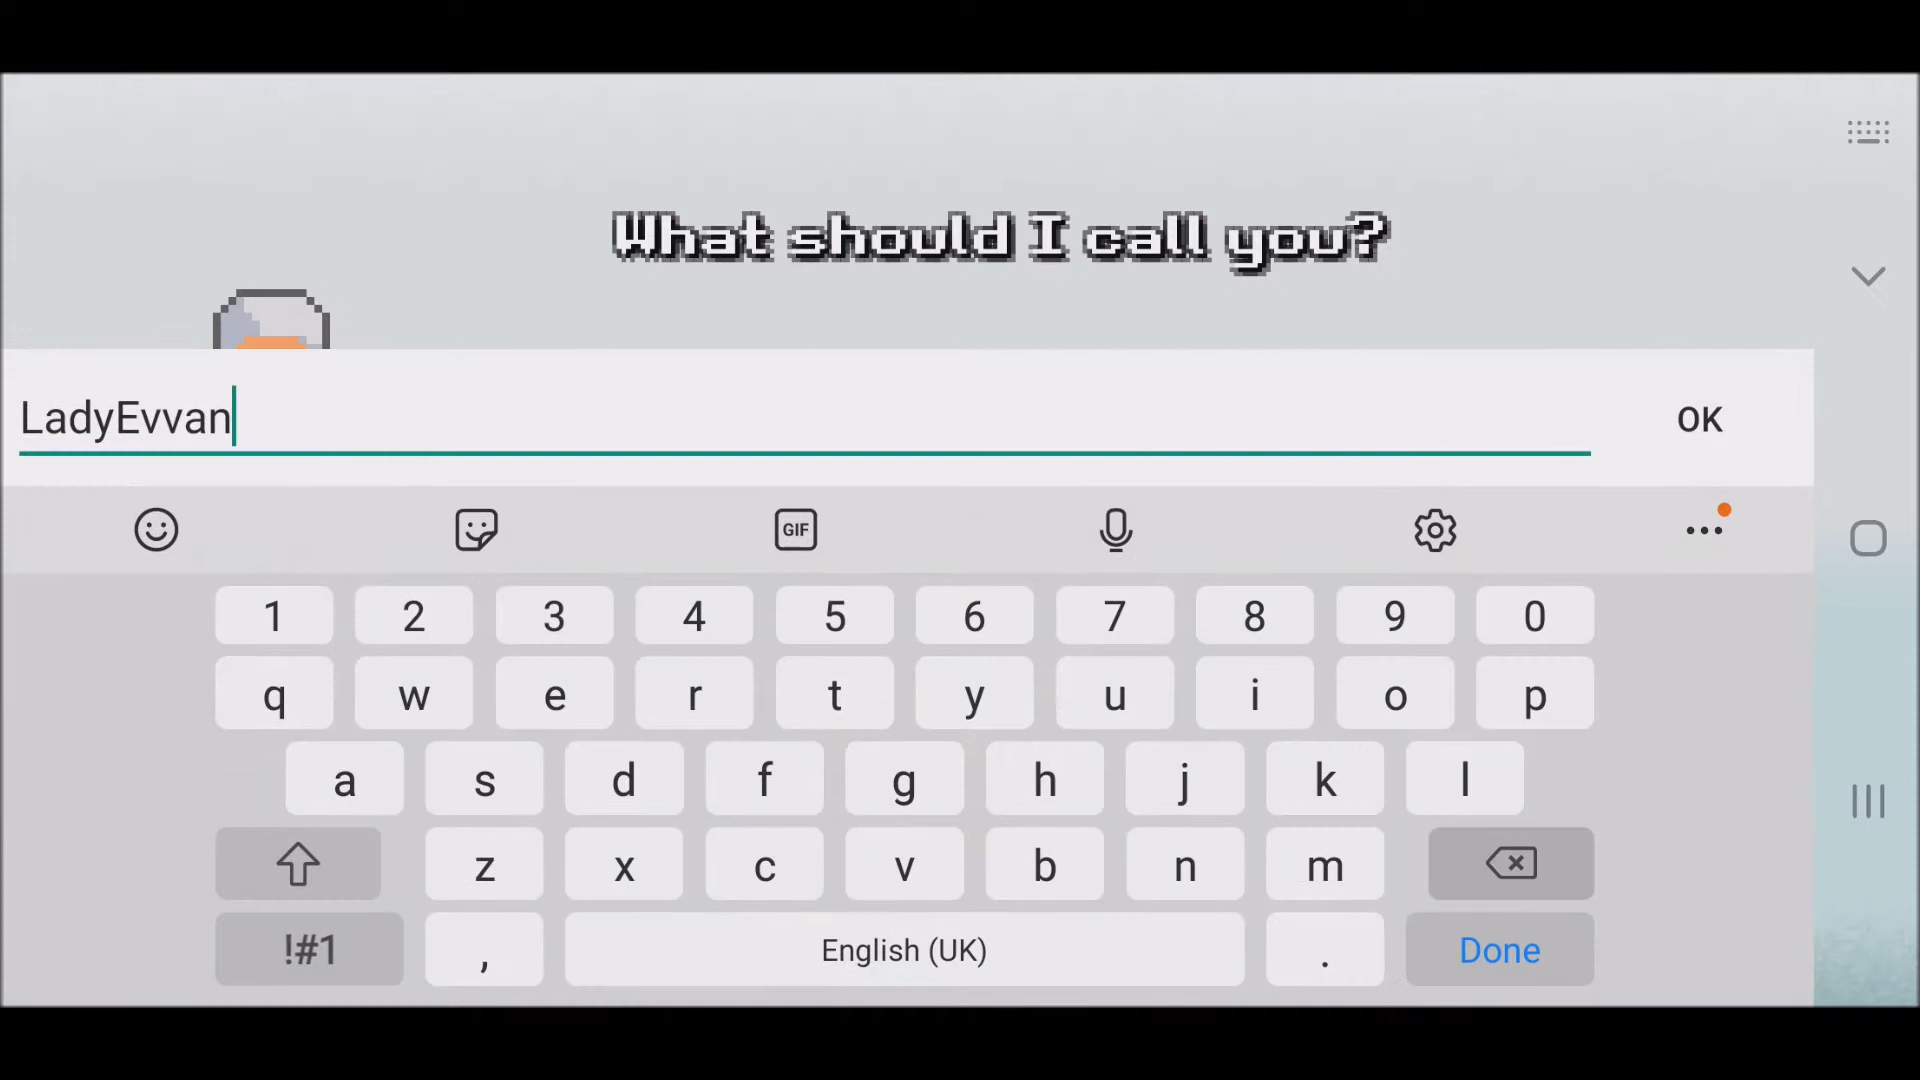 What should I call you?
LadyEvvan
OK
GIF
1 2 3 4 5 6 7 8 9 0
q w e r t y u i o p
a s d f g h j k l
z x c v b n m
!#1 , English (UK) . Done